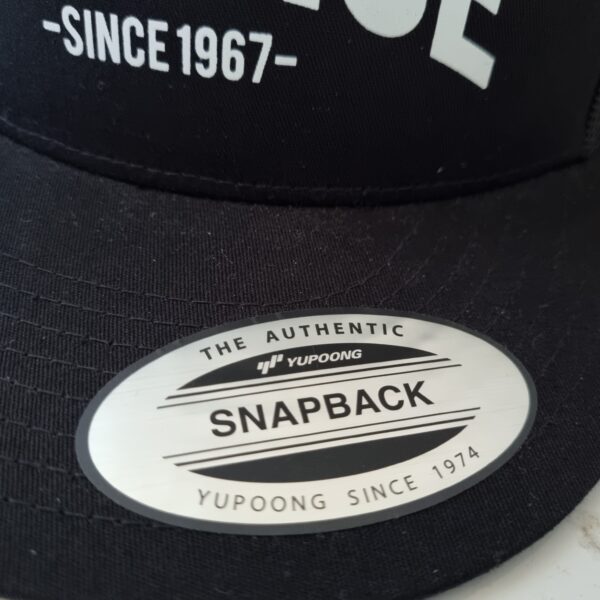 -SINCE 1967-
THE AUTHENTIC
YUPOONG
SNAPBACK
YUPOONG SINCE 1974